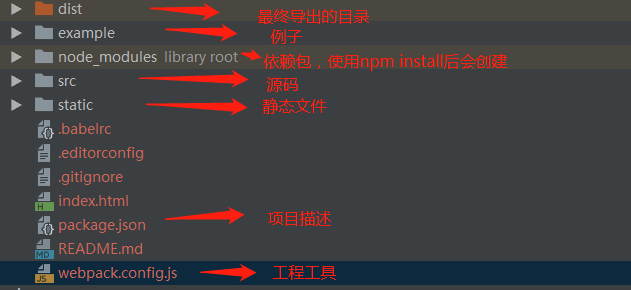 dist 最终导出的目录
example 例子
node_modules library root 依赖包，使用npm install后会创建
src 源码
static 静态文件
.babelrc
.editorconfig
.gitignore
index.html
package.json 项目描述
README.md
webpack.config.js 工程工具